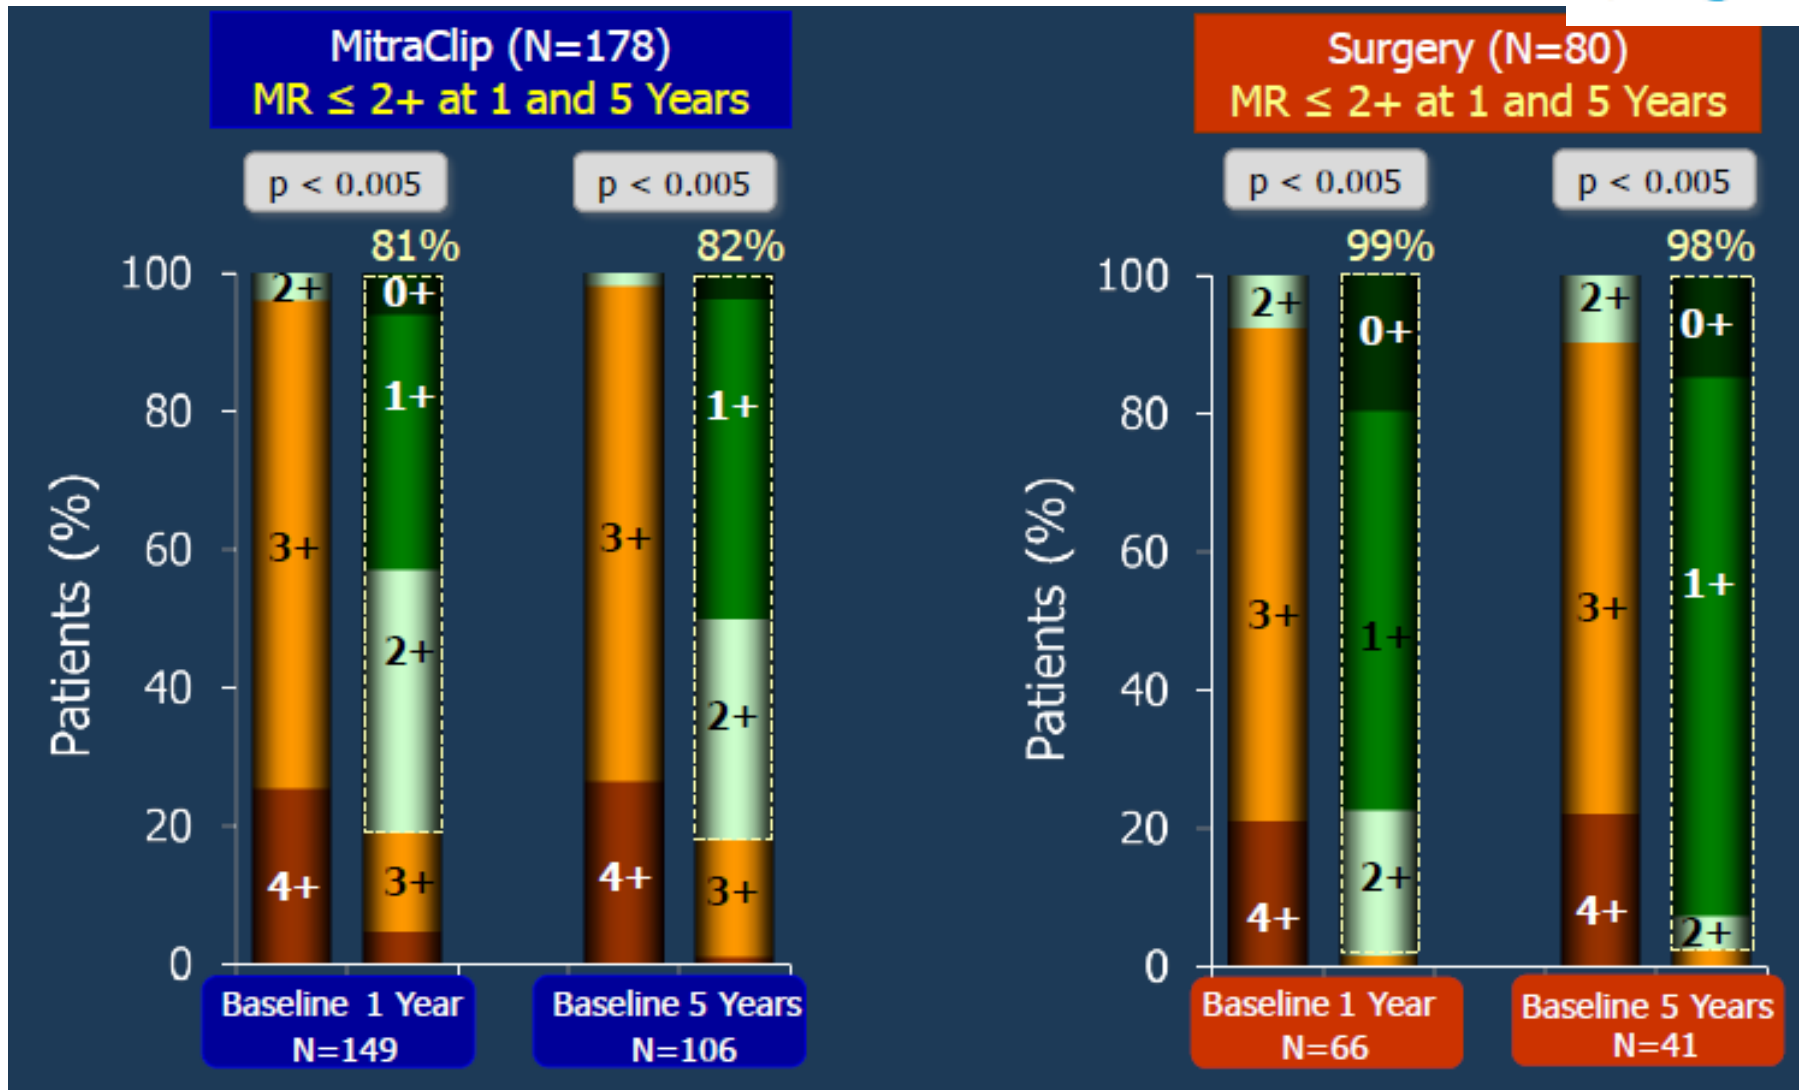 MitraClip (N=178)
MR ≤ 2+ at 1 and 5 Years
p < 0.005
p < 0.005
81%
82%
100
80
60
40
20
0
Patients (%)
2+
3+
4+
0+
1+
2+
3+
3+
4+
1+
2+
3+
Baseline 1 Year
N=149
Baseline 5 Years
N=106
Surgery (N=80)
MR ≤ 2+ at 1 and 5 Years
p < 0.005
p < 0.005
99%
98%
100
80
60
40
20
0
Patients (%)
2+
3+
4+
0+
1+
2+
2+
3+
4+
0+
1+
2+
Baseline 1 Year
N=66
Baseline 5 Years
N=41